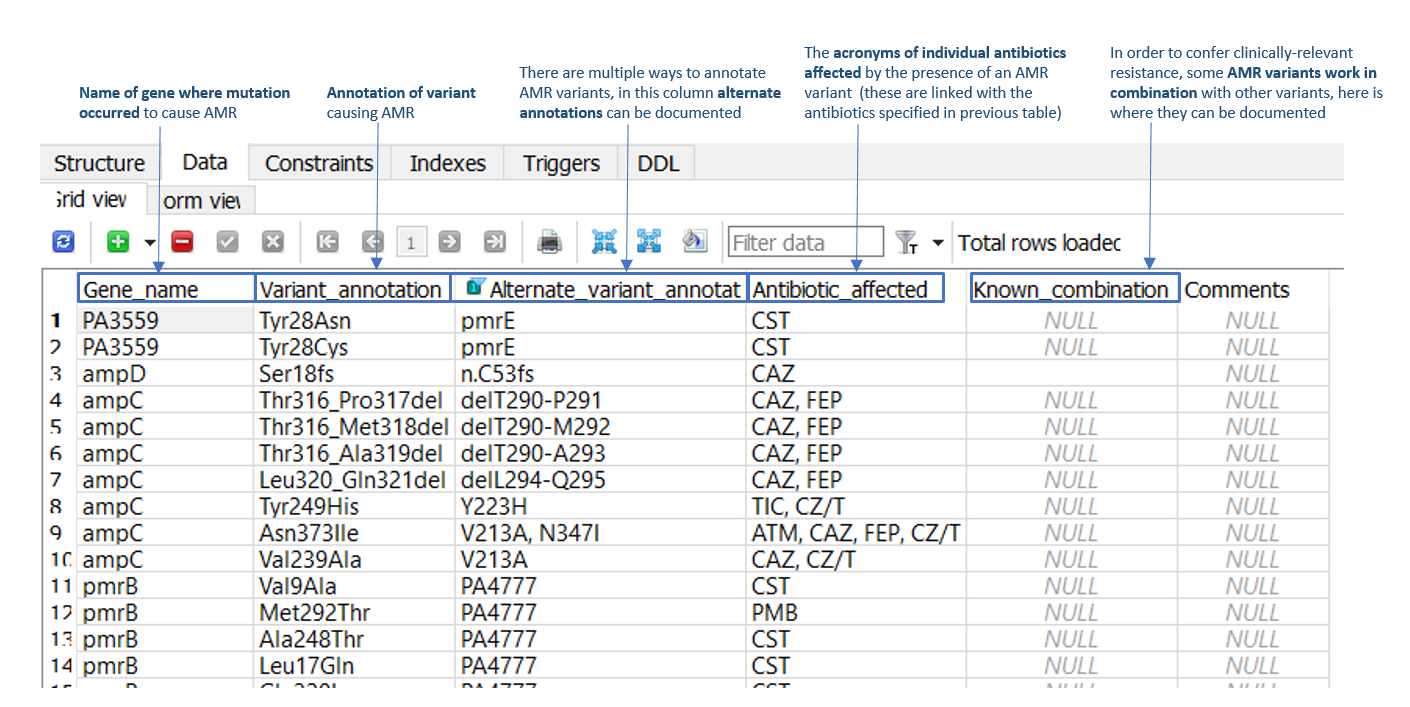 Name of gene where mutation
occurred to cause AMR
Annotation of variant
causing AMR
There are multiple ways to annotate
AMR variants, in this column alternate
annotations can be documented
The acronyms of individual antibiotics
affected by the presence of an AMR
variant (these are linked with the
antibiotics specified in previous table)
In order to confer clinically-relevant
resistance, some AMR variants work in
combination with other variants, here is
where they can be documented
Structure Data Constraints Indexes Triggers DDL
Grid view orm view
1 Filter data T Total rows loaded
Gene_name Variant_annotation 1 Alternate_variant_annotat Antibiotic_affected Known_combination Comments
1 PA3559 Tyr28Asn pmrE CST NULL NULL
2 PA3559 Tyr28Cys pmrE CST NULL NULL
3 ampD Ser18fs n.C53fs CAZ NULL
4 ampC Thr316_Pro317del delT290-P291 CAZ, FEP NULL NULL
5 ampC Thr316_Met318del delT290-M292 CAZ, FEP NULL NULL
6 ampC Thr316_Ala319del delT290-A293 CAZ, FEP NULL NULL
7 ampC Leu320_Gln321del delL294-Q295 CAZ, FEP NULL NULL
8 ampC Tyr249His Y223H TIC, CZ/T NULL NULL
9 ampC Asn373Ile V213A, N347I ATM, CAZ, FEP, CZ/T NULL NULL
10 ampC Val239Ala V213A CAZ, CZ/T NULL NULL
11 pmrB Val9Ala PA4777 CST NULL NULL
12 pmrB Met292Thr PA4777 PMB NULL NULL
13 pmrB Ala248Thr PA4777 CST NULL NULL
14 pmrB Leu17Gln PA4777 CST NULL NULL